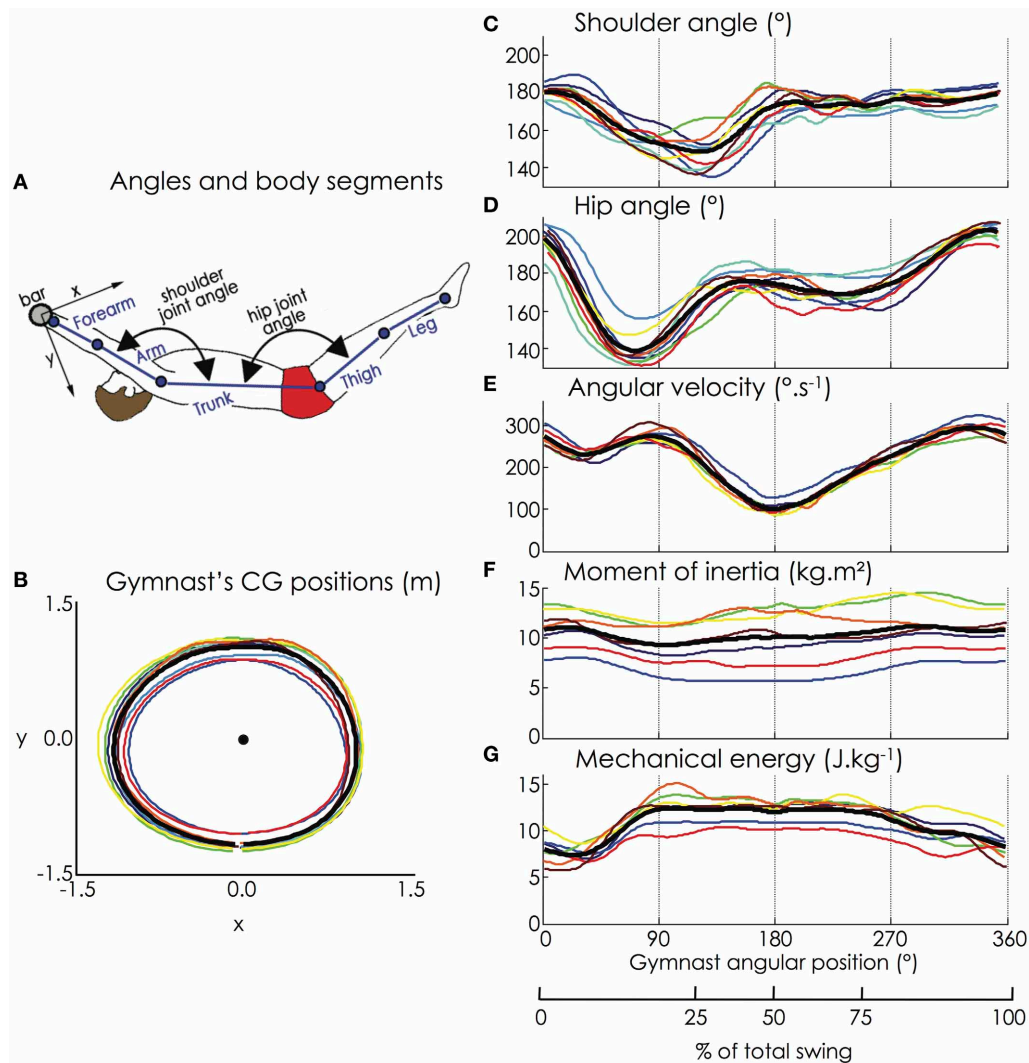 A
Angles and body segments
bar
x
y
Forearm
shoulder
joint angle
Arm
hip joint
angle
Trunk
Thigh
Leg
B
Gymnast's CG positions (m)
1.5
y
0.0
-1.5
-1.5
0.0
1.5
x
C
Shoulder angle (°)
200
180
160
140
D
Hip angle (°)
200
180
160
140
E
Angular velocity (°.s⁻¹)
300
200
100
0
F
Moment of inertia (kg.m²)
15
10
5
0
G
Mechanical energy (J.kg⁻¹)
15
10
5
0
0 90 180 270 360
Gymnast angular position (°)
0 25 50 75 100
% of total swing